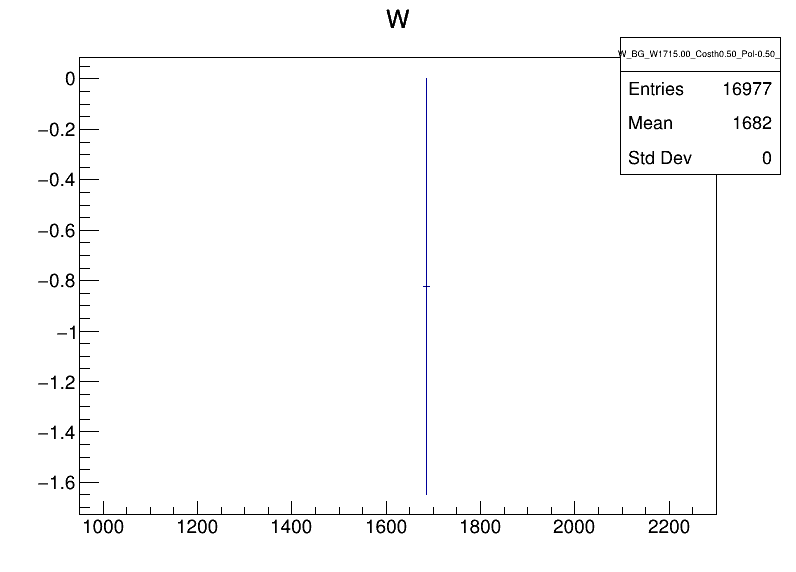 W
W_BG_W1715.00_Costh0.50_Pol-0.50_
Entries 16977
Mean 1682
Std Dev 0
0
−0.2
−0.4
−0.6
−0.8
−1
−1.2
−1.4
−1.6
1000 1200 1400 1600 1800 2000 2200